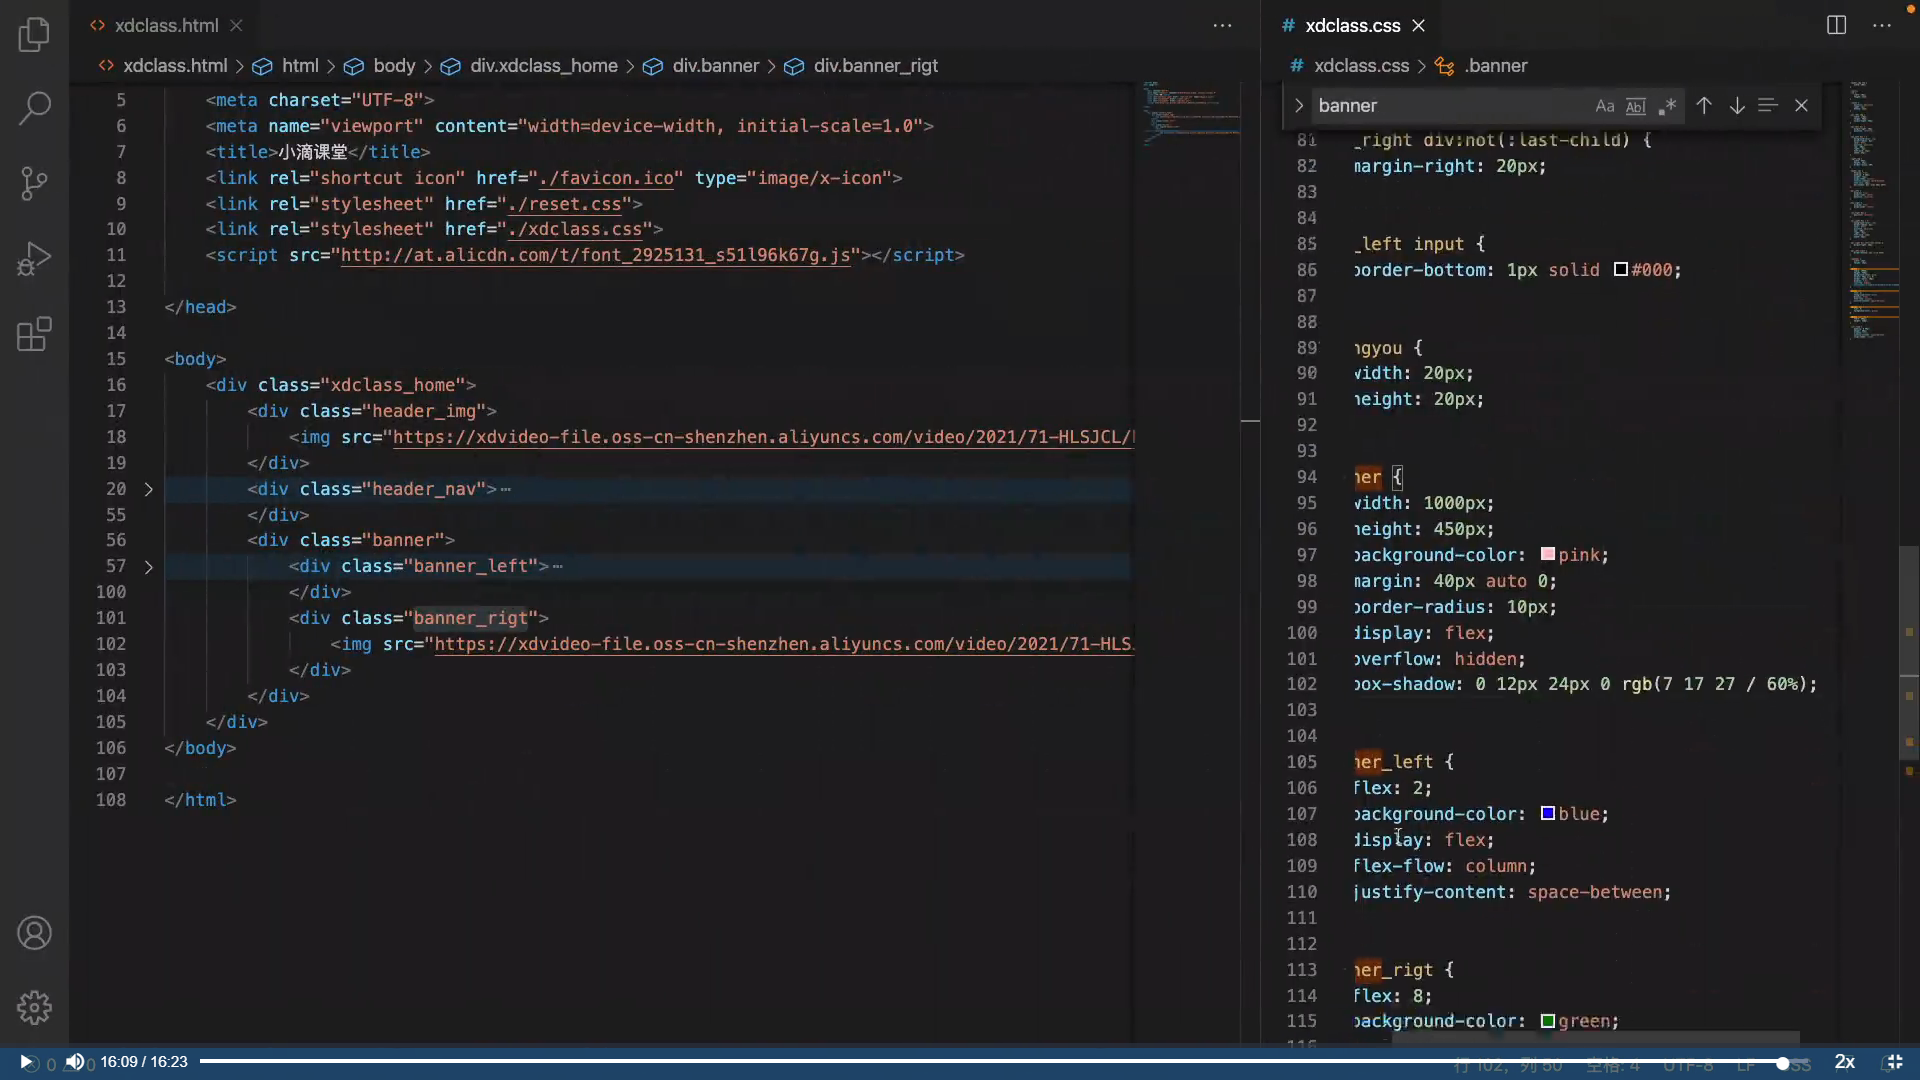 xdclass.html
xdclass.html > html > body > div.xdclass_home > div.banner > div.banner_rigt
5 <meta charset="UTF-8">
6 <meta name="viewport" content="width=device-width, initial-scale=1.0">
7 <title>小滴课堂</title>
8 <link rel="shortcut icon" href="./favicon.ico" type="image/x-icon">
9 <link rel="stylesheet" href="./reset.css">
10 <link rel="stylesheet" href="./xdclass.css">
11 <script src="http://at.alicdn.com/t/font_2925131_s51l96k67g.js"></script>
12
13 </head>
14
15 <body>
16 <div class="xdclass_home">
17 <div class="header_img">
18 <img src="https://xdvideo-file.oss-cn-shenzhen.aliyuncs.com/video/2021/71-HLSJCL/
19 </div>
20 <div class="header_nav">…
55 </div>
56 <div class="banner">
57 <div class="banner_left">…
100 </div>
101 <div class="banner_rigt">
102 <img src="https://xdvideo-file.oss-cn-shenzhen.aliyuncs.com/video/2021/71-HLS
103 </div>
104 </div>
105 </div>
106 </body>
107
108 </html>
xdclass.css
xdclass.css > .banner
banner
Aa Ab .*
81 _right div:not(:last-child) {
82 margin-right: 20px;
83
84
85 _left input {
86 border-bottom: 1px solid #000;
87
88
89 ngyou {
90 width: 20px;
91 height: 20px;
92
93
94 ner {
95 width: 1000px;
96 height: 450px;
97 background-color: pink;
98 margin: 40px auto 0;
99 border-radius: 10px;
100 display: flex;
101 overflow: hidden;
102 box-shadow: 0 12px 24px 0 rgb(7 17 27 / 60%);
103
104
105 ner_left {
106 flex: 2;
107 background-color: blue;
108 display: flex;
109 flex-flow: column;
110 justify-content: space-between;
111
112
113 ner_rigt {
114 flex: 8;
115 background-color: green;
116
0 0 16:09 / 16:23 行 102, 列 50 空格: 4 UTF-8 LF CSS 2x